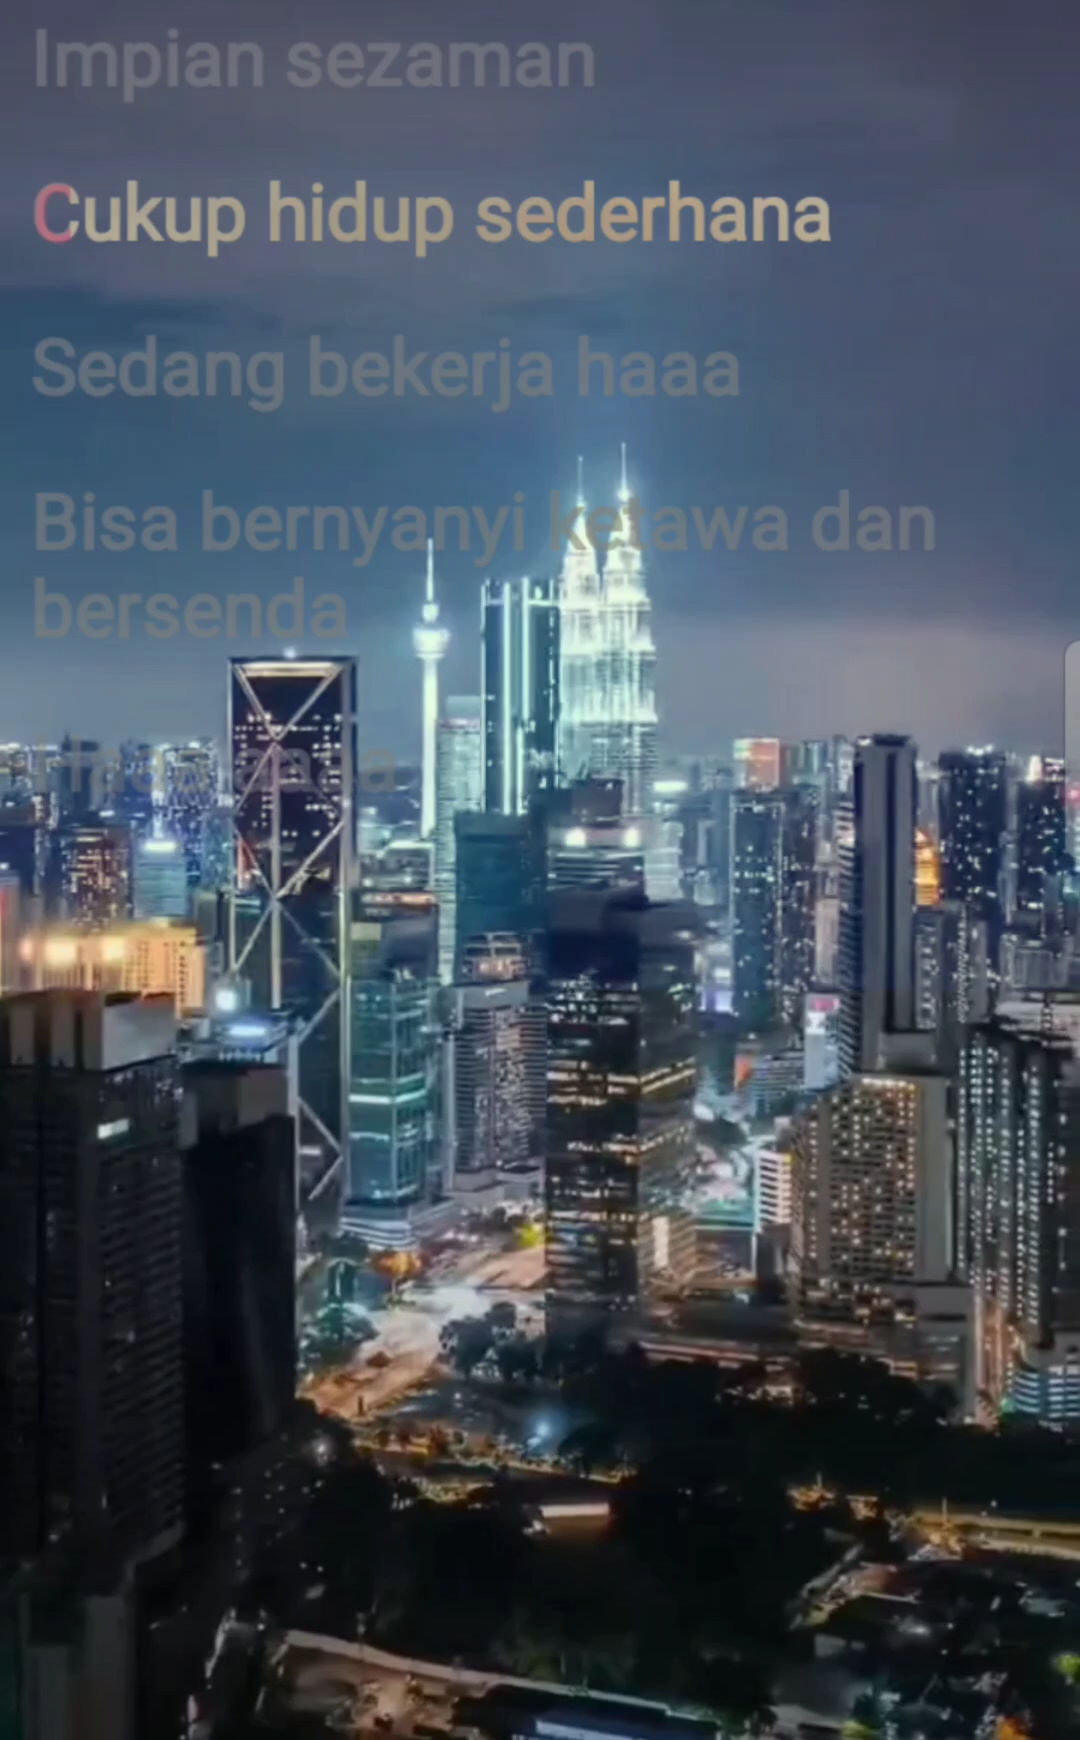 Impian sezaman
Cukup hidup sederhana
Sedang bekerja haaa
Bisa bernyanyi ketawa dan
bersenda